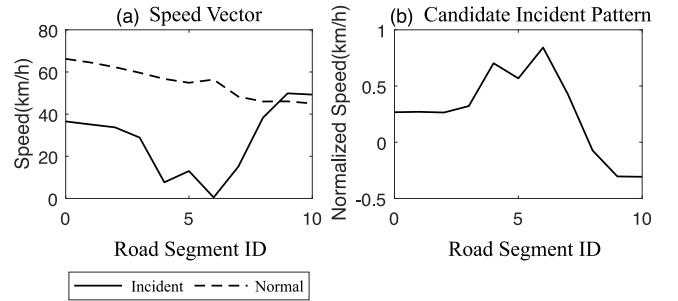 (a) Speed Vector
80
60
40
20
0
Speed(km/h)
0 5 10
Road Segment ID
Incident Normal
(b) Candidate Incident Pattern
1
0.5
0
-0.5
Normalized Speed(km/h)
0 5 10
Road Segment ID